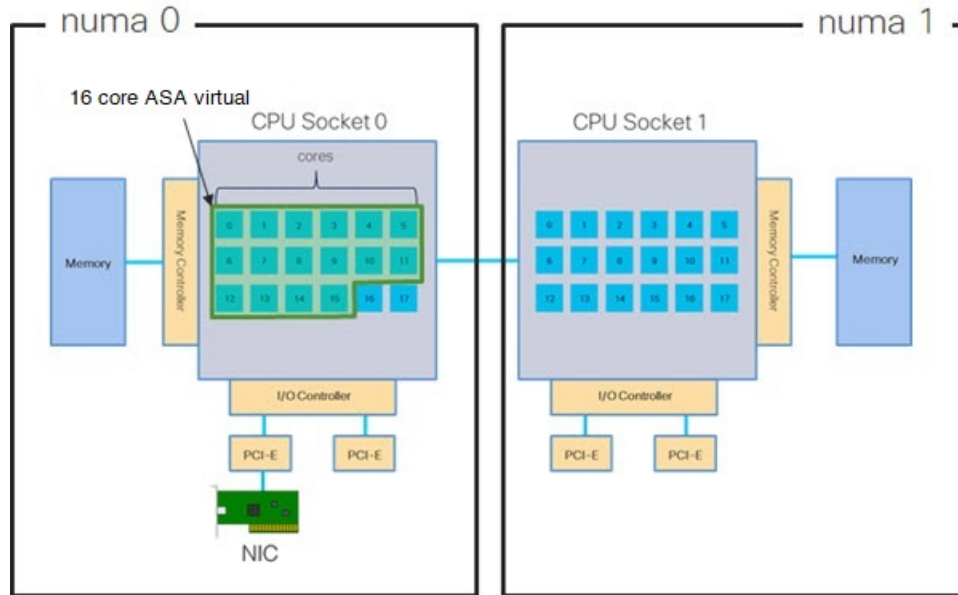 numa 0
numa 1
16 core ASA virtual
CPU Socket 0
CPU Socket 1
cores
0 1 2 3 4 5
6 7 8 9 10 11
12 13 14 15 16 17
0 1 2 3 4 5
6 7 8 9 10 11
12 13 14 15 16 17
Memory
Memory Controller
Memory Controller
Memory
I/O Controller
I/O Controller
PCI-E
PCI-E
PCI-E
PCI-E
NIC